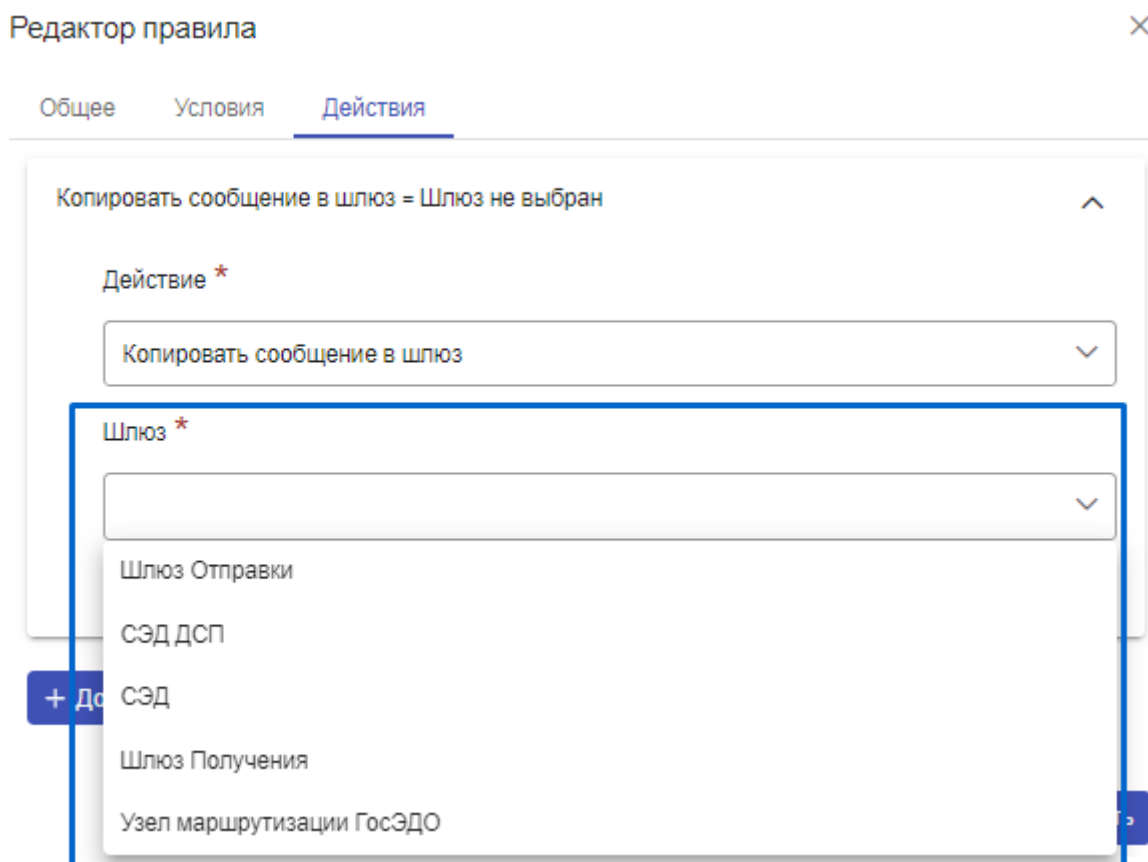 Редактор правила
Общее Условия Действия
Копировать сообщение в шлюз = Шлюз не выбран
Действие *
Копировать сообщение в шлюз
Шлюз *
Шлюз Отправки
СЭД ДСП
СЭД
Шлюз Получения
Узел маршрутизации ГосЭДО